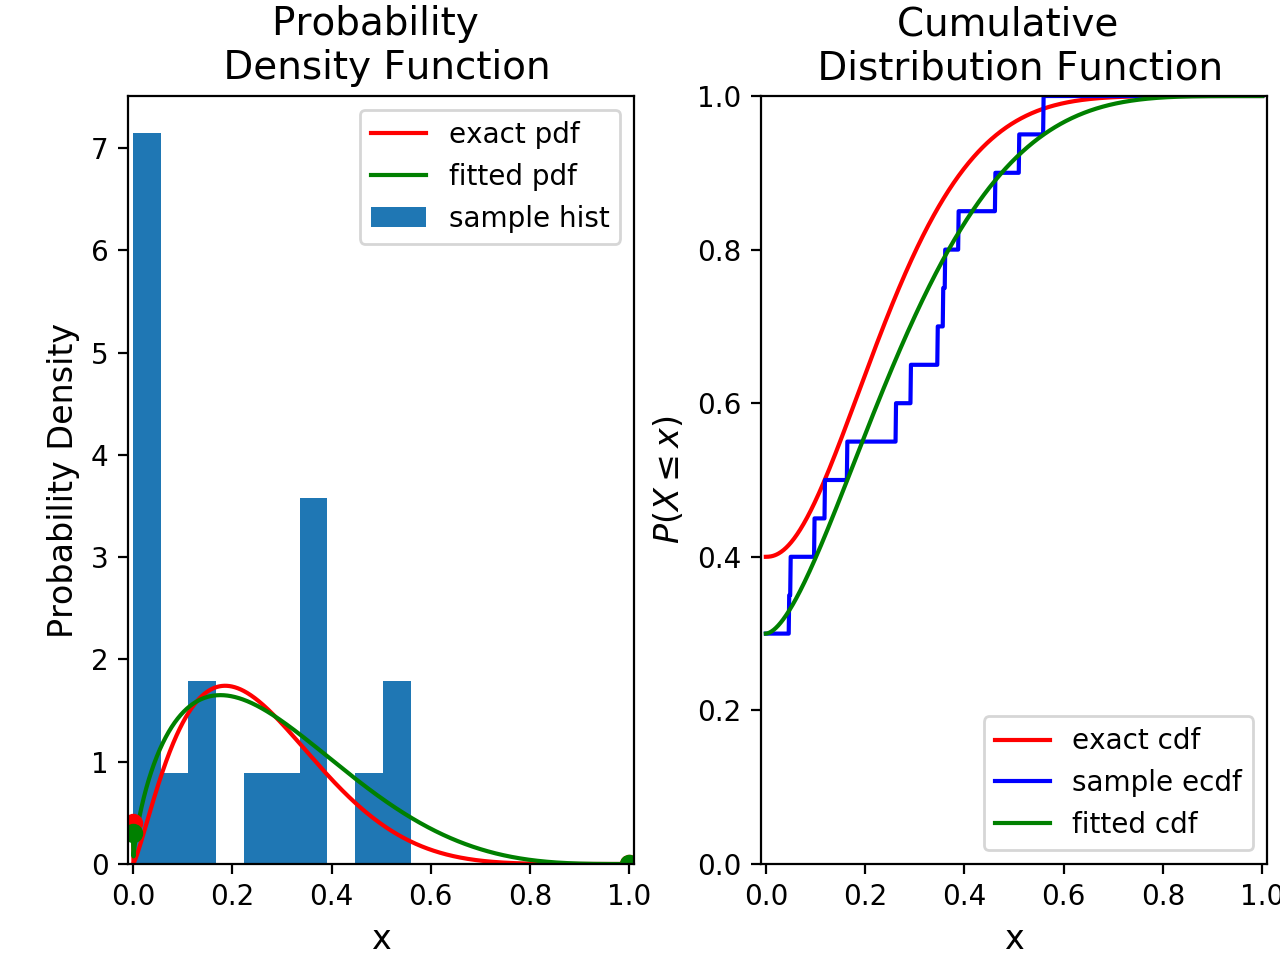 Probability
Density Function
7
6
5
4
3
2
1
0
Probability Density
exact pdf
fitted pdf
sample hist
0.0 0.2 0.4 0.6 0.8 1.0
x
Cumulative
Distribution Function
1.0
0.8
0.6
0.4
0.2
0.0
P(X ≤ x)
exact cdf
sample ecdf
fitted cdf
0.0 0.2 0.4 0.6 0.8 1.0
x